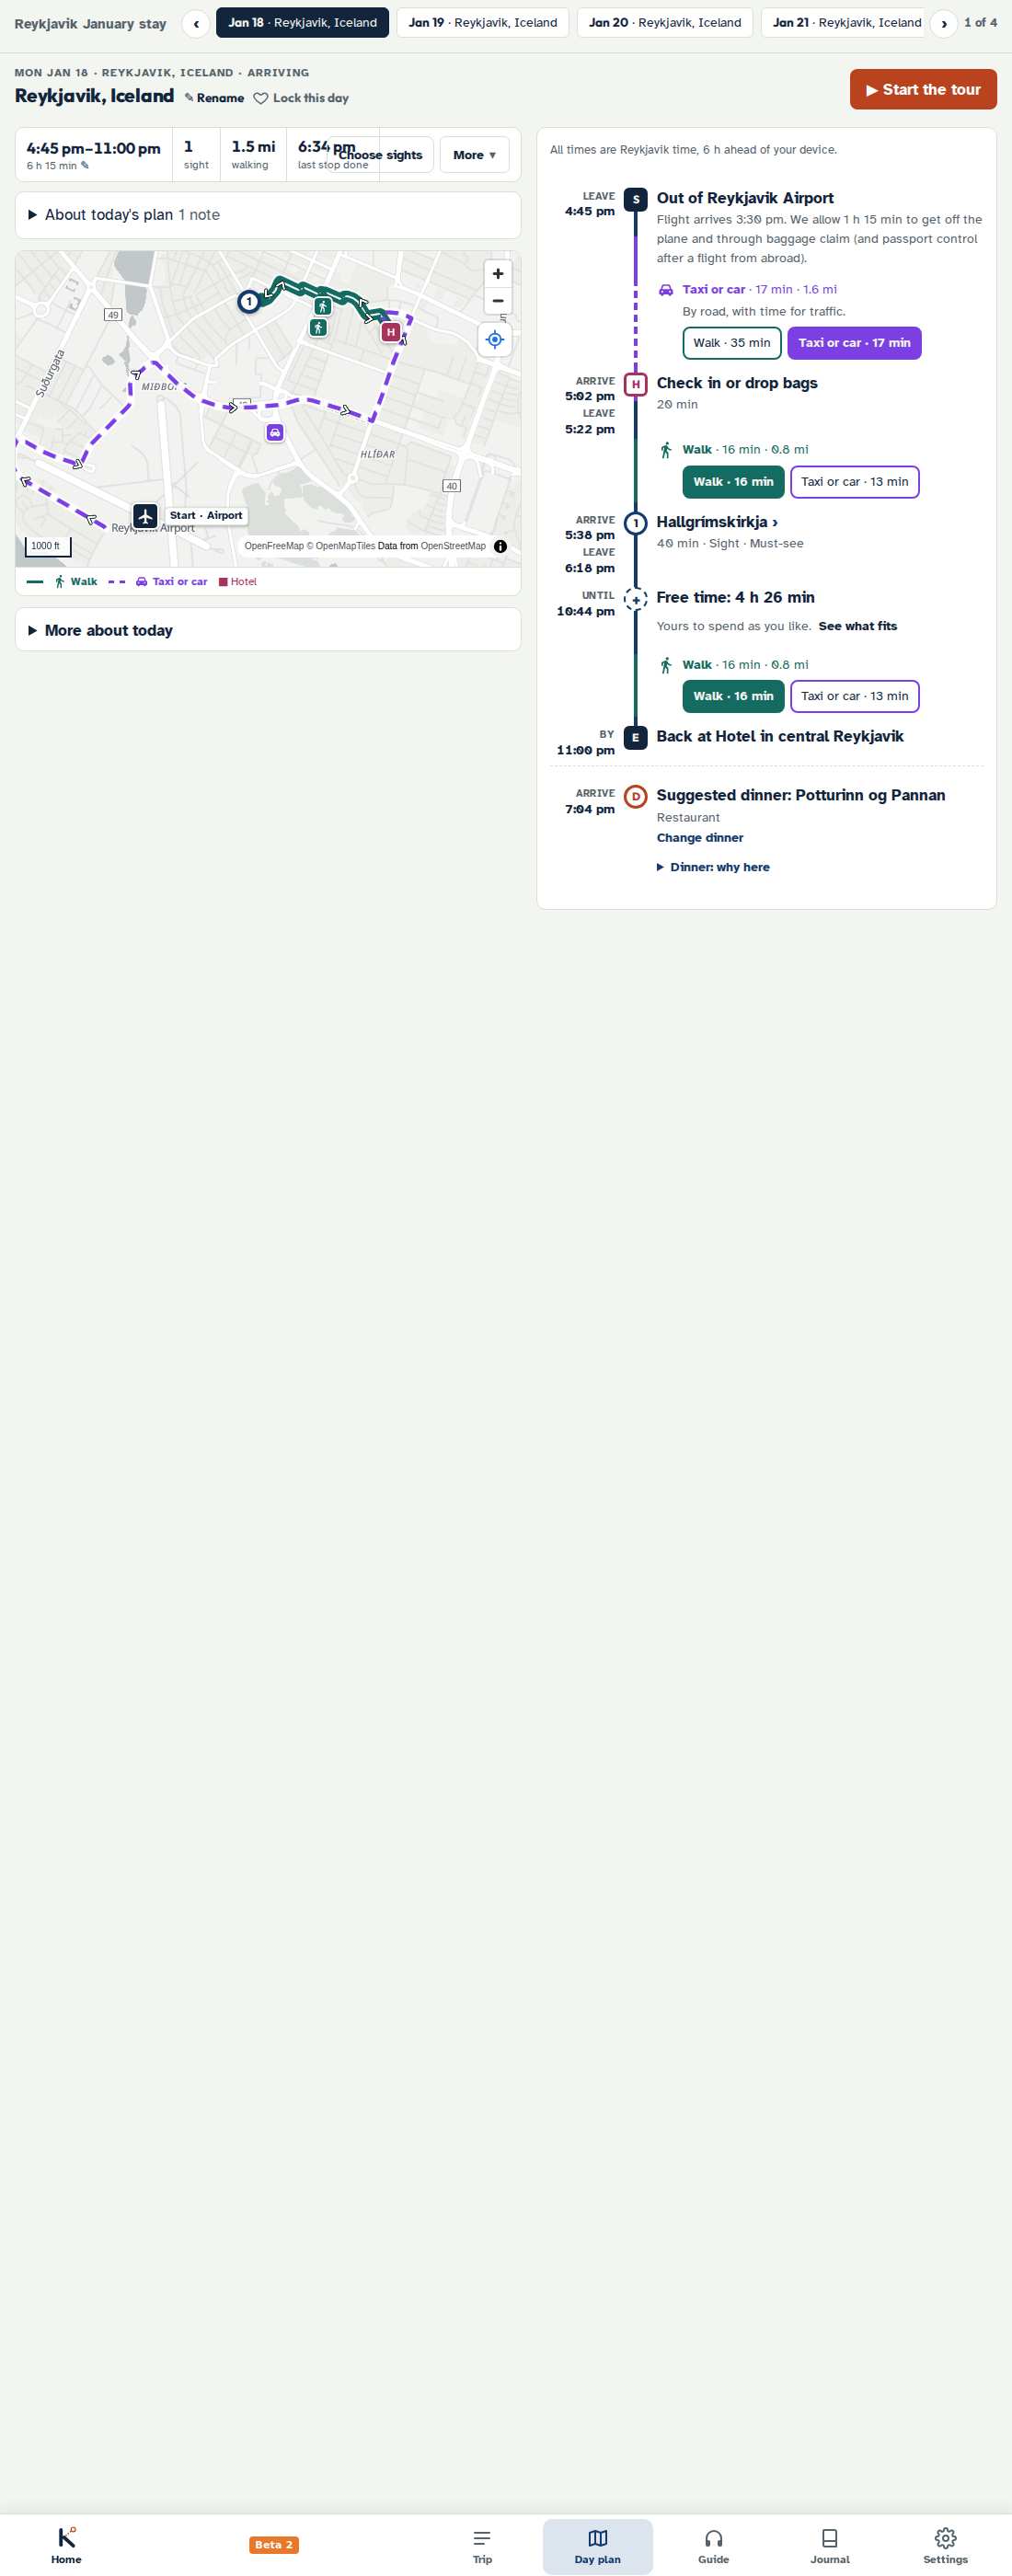 Reykjavik January stay
‹
Jan 18 · Reykjavik, Iceland
Jan 19 · Reykjavik, Iceland
Jan 20 · Reykjavik, Iceland
Jan 21 · Reykjavik, Iceland
›
1 of 4
MON JAN 18 · REYKJAVIK, ICELAND · ARRIVING
Reykjavik, Iceland
✎ Rename
Lock this day
▶ Start the tour
4:45 pm–11:00 pm
6 h 15 min ✎
1
sight
1.5 mi
walking
6:34 pm
last stop done
Choose sights
More ▾
▶ About today's plan 1 note
49
Suðurgata
HLÍÐAR
40
1
H
+
−
Start · Airport
Reykjavik Airport
1000 ft
OpenFreeMap © OpenMapTiles Data from OpenStreetMap
Walk
Taxi or car
Hotel
▶ More about today
All times are Reykjavik time, 6 h ahead of your device.
LEAVE
4:45 pm
S
Out of Reykjavik Airport
Flight arrives 3:30 pm. We allow 1 h 15 min to get off the
plane and through baggage claim (and passport control
after a flight from abroad).
Taxi or car · 17 min · 1.6 mi
By road, with time for traffic.
Walk · 35 min
Taxi or car · 17 min
ARRIVE
5:02 pm
LEAVE
5:22 pm
H
Check in or drop bags
20 min
Walk · 16 min · 0.8 mi
Walk · 16 min
Taxi or car · 13 min
ARRIVE
5:38 pm
LEAVE
6:18 pm
1
Hallgrímskirkja ›
40 min · Sight · Must-see
UNTIL
10:44 pm
+
Free time: 4 h 26 min
Yours to spend as you like. See what fits
Walk · 16 min · 0.8 mi
Walk · 16 min
Taxi or car · 13 min
BY
11:00 pm
E
Back at Hotel in central Reykjavik
ARRIVE
7:04 pm
D
Suggested dinner: Potturinn og Pannan
Restaurant
Change dinner
▶ Dinner: why here
Home
Beta 2
Trip
Day plan
Guide
Journal
Settings